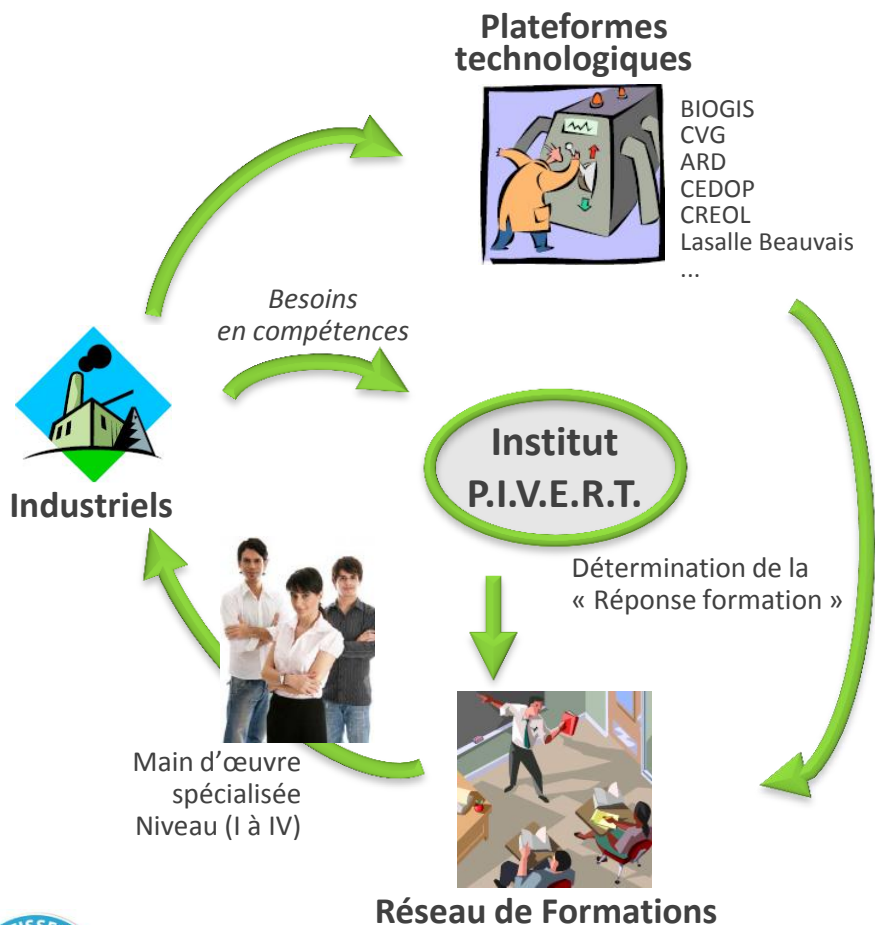 Plateformes
technologiques
BIOGIS
CVG
ARD
CEDOP
CREOL
Lasalle Beauvais
...
Besoins
en compétences
Institut
P.I.V.E.R.T.
Industriels
Détermination de la
« Réponse formation »
Main d’œuvre
spécialisée
Niveau (I à IV)
Réseau de Formations